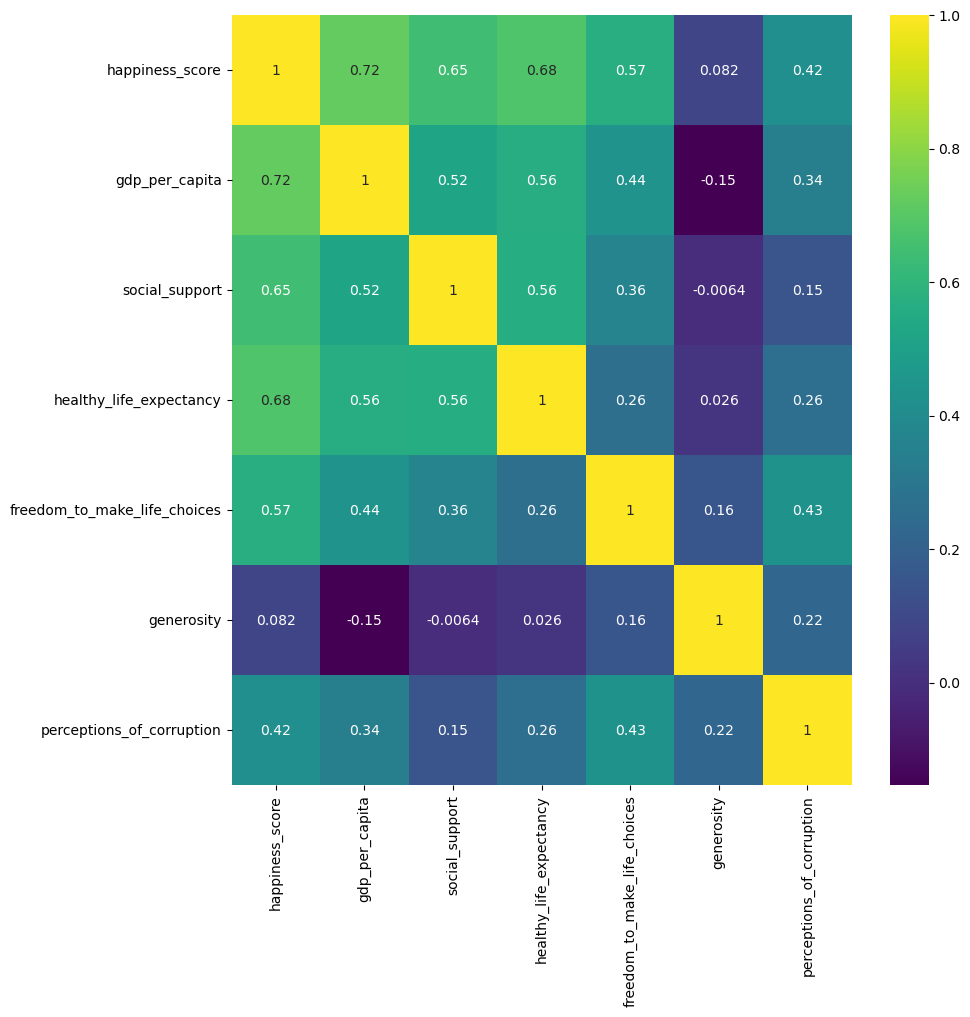 happiness_score 1 0.72 0.65 0.68 0.57 0.082 0.42
gdp_per_capita 0.72 1 0.52 0.56 0.44 -0.15 0.34
social_support 0.65 0.52 1 0.56 0.36 -0.0064 0.15
healthy_life_expectancy 0.68 0.56 0.56 1 0.26 0.026 0.26
freedom_to_make_life_choices 0.57 0.44 0.36 0.26 1 0.16 0.43
generosity 0.082 -0.15 -0.0064 0.026 0.16 1 0.22
perceptions_of_corruption 0.42 0.34 0.15 0.26 0.43 0.22 1
happiness_score
gdp_per_capita
social_support
healthy_life_expectancy
freedom_to_make_life_choices
generosity
perceptions_of_corruption
1.0
0.8
0.6
0.4
0.2
0.0